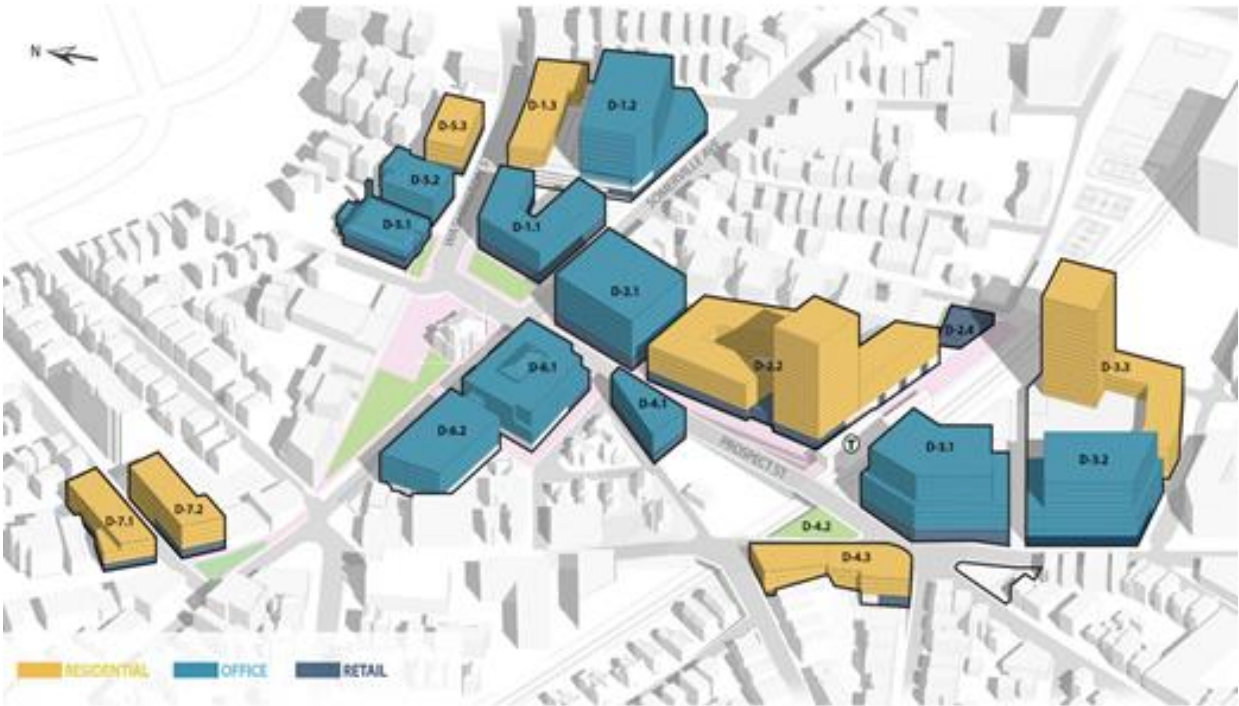 N
D-1.3
D-1.2
D-5.3
D-5.2
D-5.1
D-1.1
SOMERVILLE AVE
D-2.1
D-2.4
D-2.2
D-3.3
D-6.1
D-4.1
D-6.2
PROSPECT ST
T
D-3.1
D-3.2
D-7.2
D-7.1
D-4.2
D-4.3
RESIDENTIAL
OFFICE
RETAIL